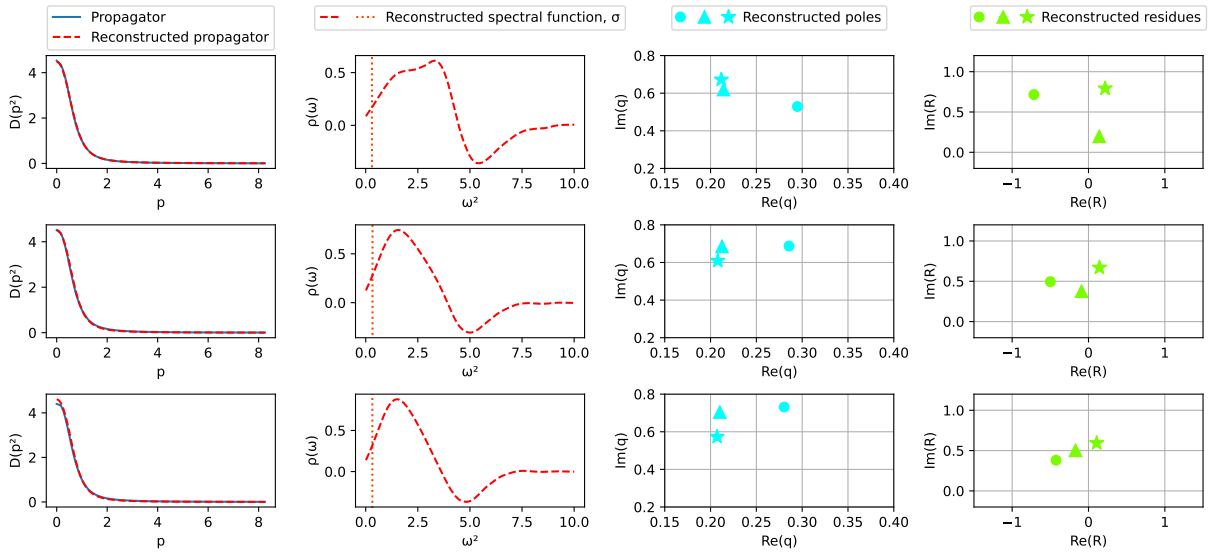 Propagator
Reconstructed propagator
Reconstructed spectral function, σ
Reconstructed poles
Reconstructed residues
D(p²)
4
2
0
0 2 4 6 8
p
ρ(ω)
0.5
0.0
0.0 2.5 5.0 7.5 10.0
ω²
Im(q)
0.8
0.6
0.4
0.2
0.15 0.20 0.25 0.30 0.35 0.40
Re(q)
Im(R)
1.0
0.5
0.0
−1 0 1
Re(R)
D(p²)
4
2
0
0 2 4 6 8
p
ρ(ω)
0.5
0.0
0.0 2.5 5.0 7.5 10.0
ω²
Im(q)
0.8
0.6
0.4
0.2
0.15 0.20 0.25 0.30 0.35 0.40
Re(q)
Im(R)
1.0
0.5
0.0
−1 0 1
Re(R)
D(p²)
4
2
0
0 2 4 6 8
p
ρ(ω)
0.5
0.0
0.0 2.5 5.0 7.5 10.0
ω²
Im(q)
0.8
0.6
0.4
0.2
0.15 0.20 0.25 0.30 0.35 0.40
Re(q)
Im(R)
1.0
0.5
0.0
−1 0 1
Re(R)